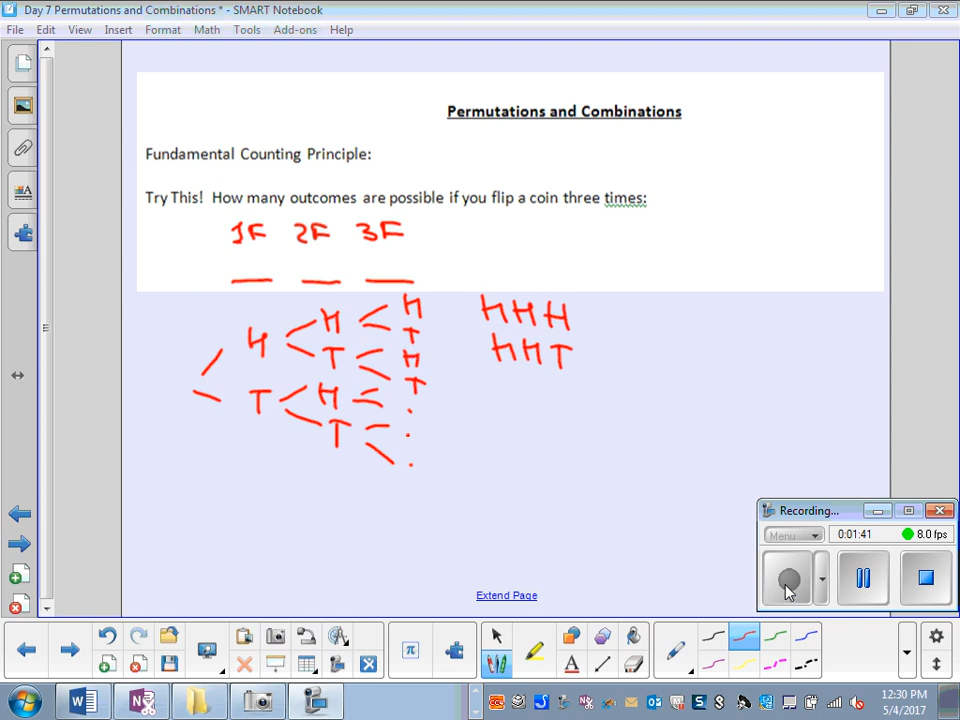 Day 7 Permutations and Combinations * - SMART Notebook
File Edit View Insert Format Math Tools Add-ons Help
Permutations and Combinations
Fundamental Counting Principle:
Try This! How many outcomes are possible if you flip a coin three times:
1F 2F 3F
H H H HHH
T
T H HHT
T
T H .
T .
.
Recording...
Menu 0:01:41 8.0 fps
Extend Page
π
A
W N
12:30 PM
5/4/2017